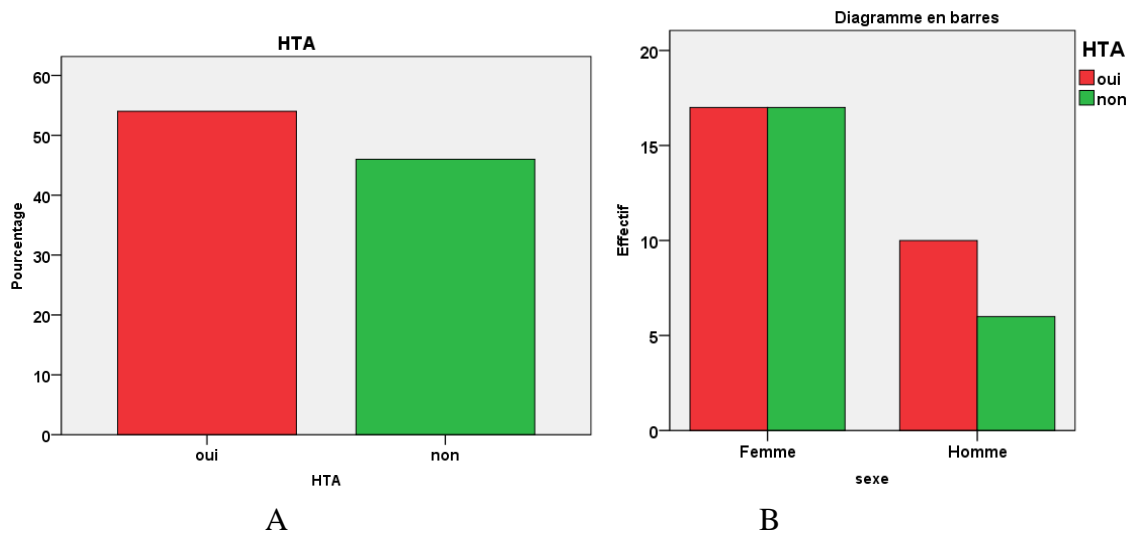 HTA
Pourcentage
60
50
40
30
20
10
0
oui
non
HTA
A
Diagramme en barres
Effectif
20
15
10
5
0
Femme
Homme
sexe
HTA
oui
non
B